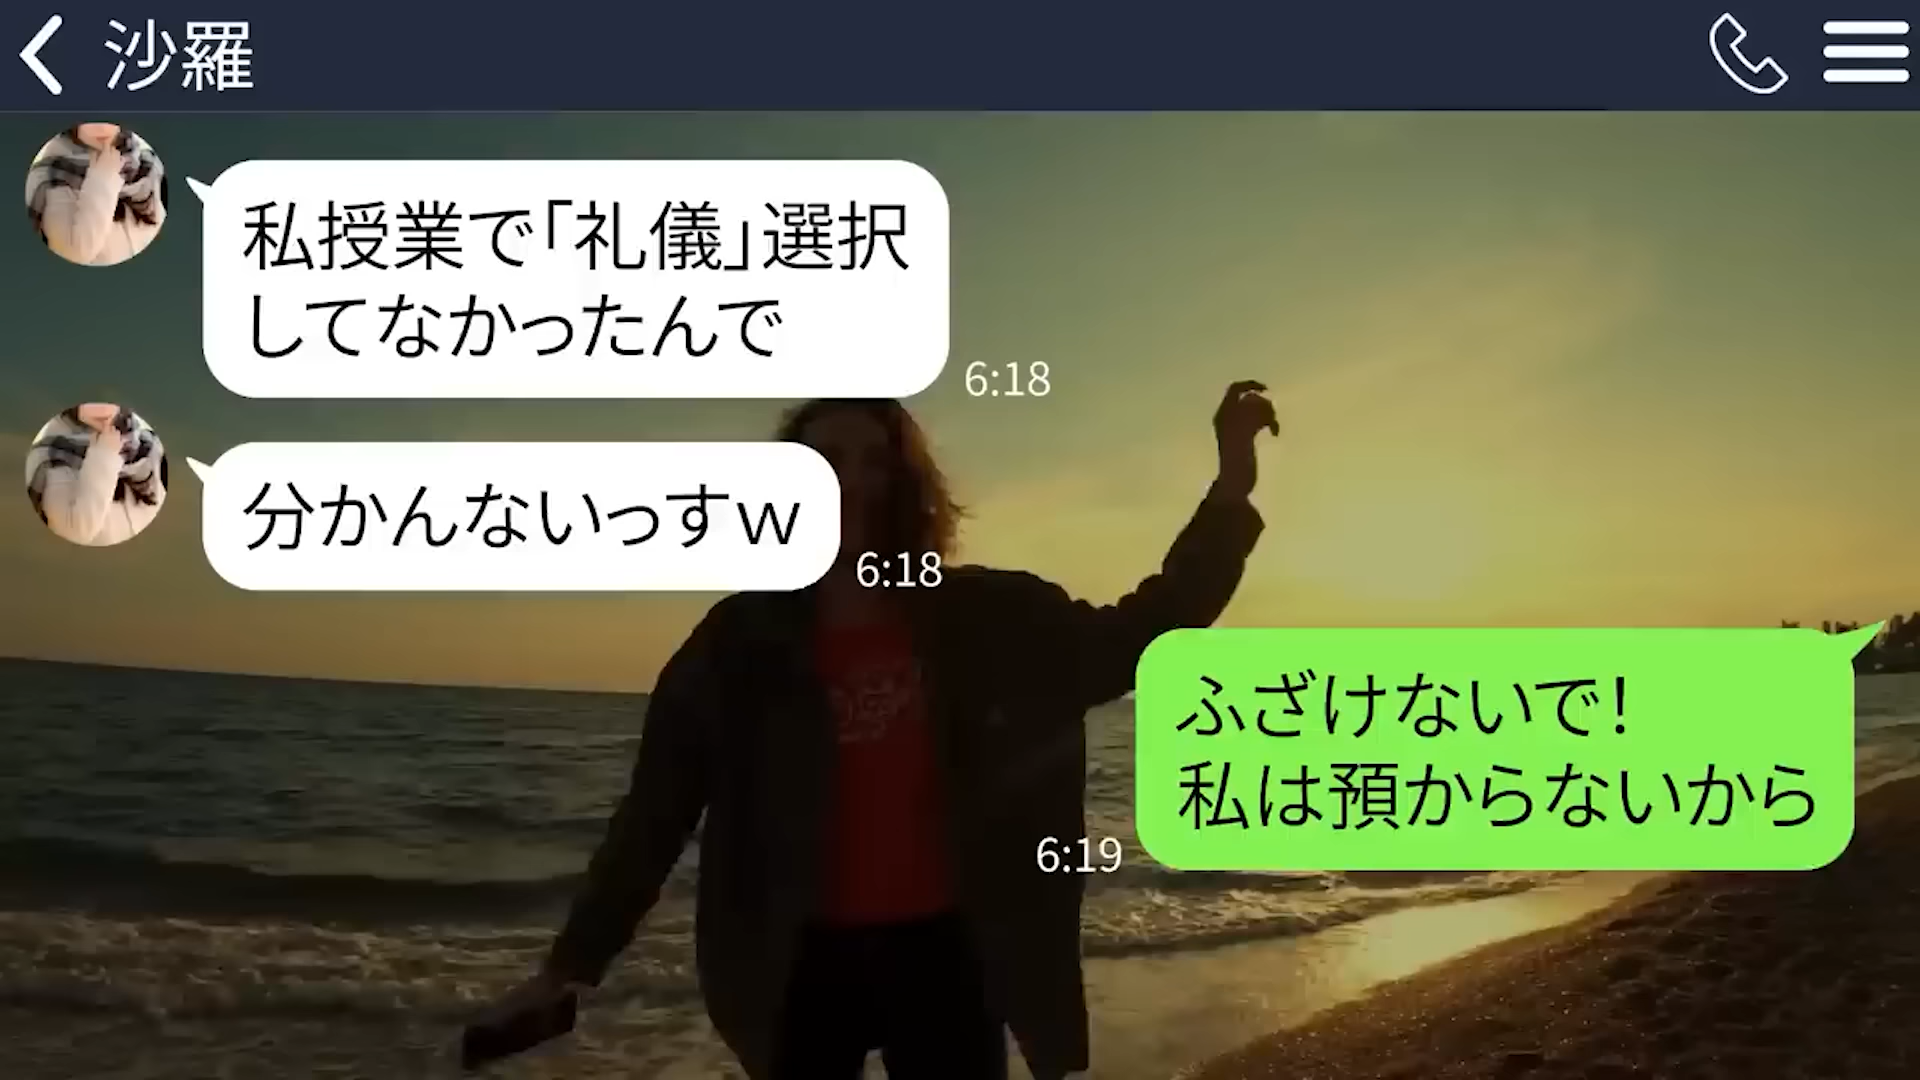 沙羅
私授業で｢礼儀｣選択
してなかったんで
6:18
分かんないっすw
6:18
ふざけないで!
私は預からないから
6:19